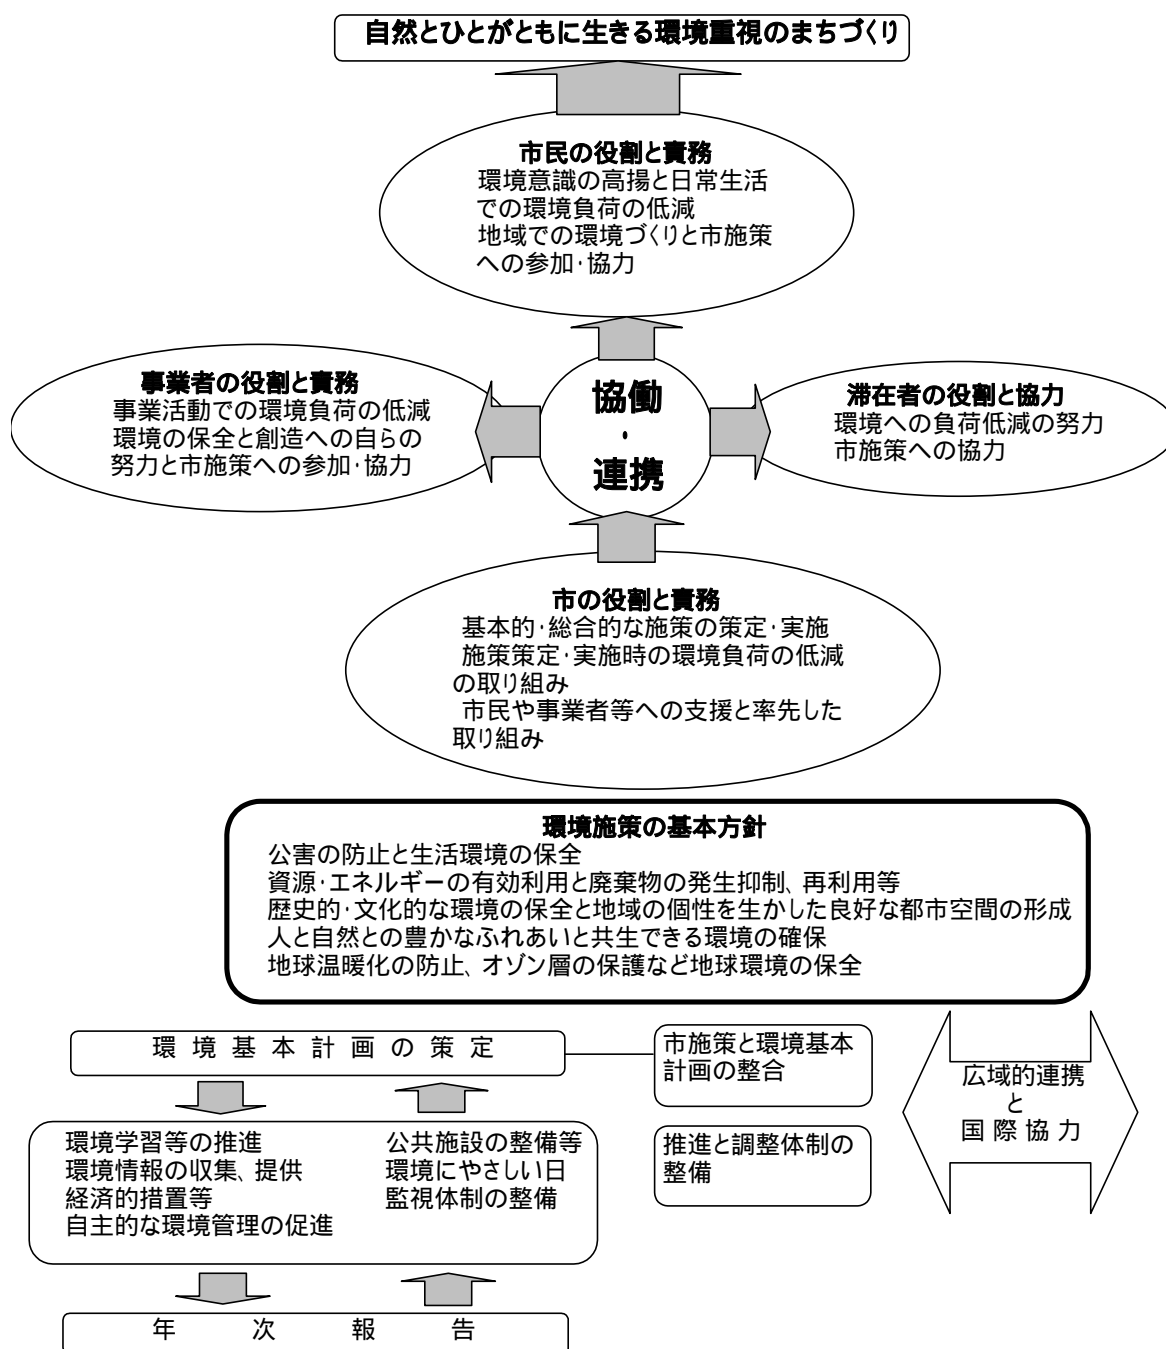 自然とひとがともに生きる環境重視のまちづくり
市民の役割と責務
環境意識の高揚と日常生活
での環境負荷の低減
地域での環境づくりと市施策
への参加・協力
事業者の役割と責務
事業活動での環境負荷の低減
環境の保全と創造への自らの
努力と市施策への参加・協力
協働
・
連携
滞在者の役割と協力
環境への負荷低減の努力
市施策への協力
市の役割と責務
基本的・総合的な施策の策定・実施
施策策定・実施時の環境負荷の低減
の取り組み
市民や事業者等への支援と率先した
取り組み
環境施策の基本方針
公害の防止と生活環境の保全
資源・エネルギーの有効利用と廃棄物の発生抑制、再利用等
歴史的・文化的な環境の保全と地域の個性を生かした良好な都市空間の形成
人と自然との豊かなふれあいと共生できる環境の確保
地球温暖化の防止、オゾン層の保護など地球環境の保全
環境基本計画の策定
市施策と環境基本
計画の整合
推進と調整体制の
整備
広域的連携
と
国際協力
環境学習等の推進
環境情報の収集、提供
経済的措置等
自主的な環境管理の促進
公共施設の整備等
環境にやさしい日
監視体制の整備
年次報告